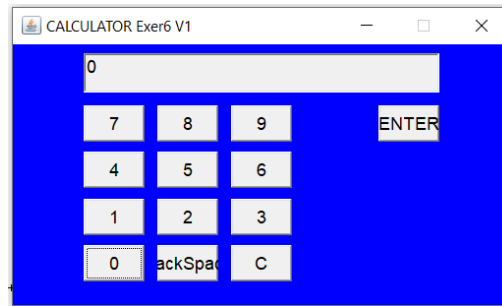 CALCULATOR Exer6 V1
0
7 8 9 ENTER
4 5 6
1 2 3
0 ackSpac C